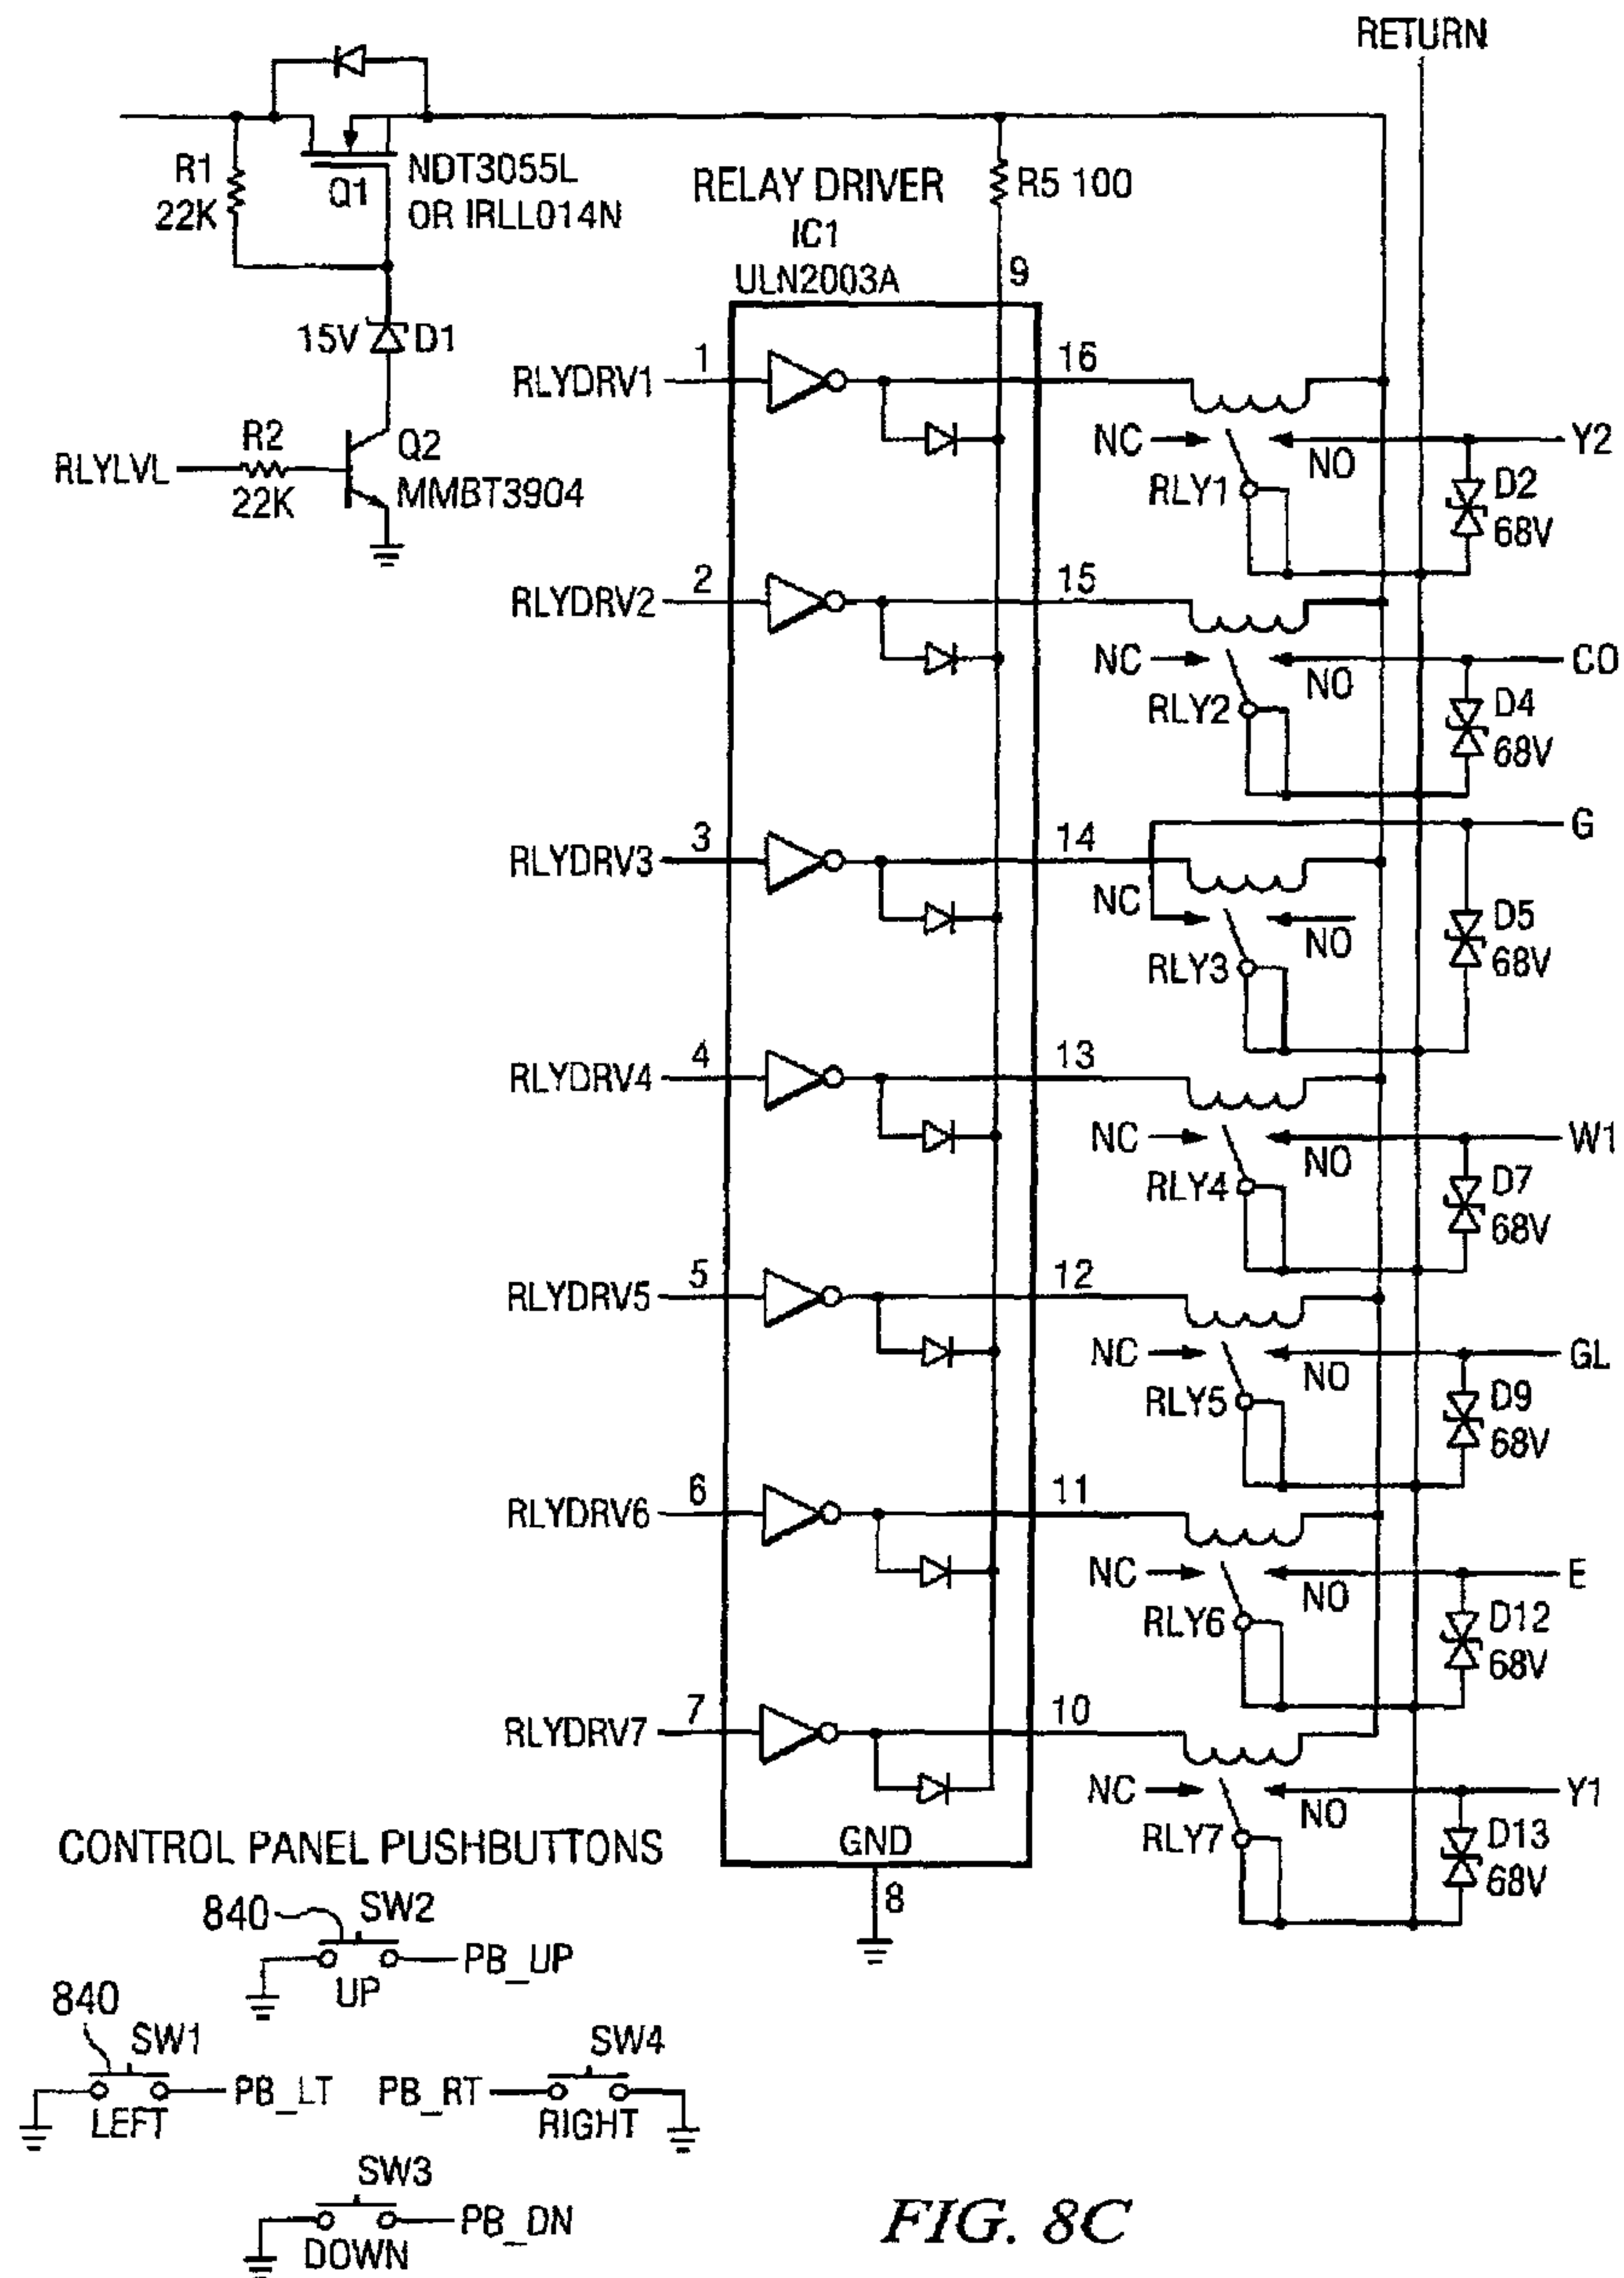 RETURN
R1
22K
Q1
NDT3055L
OR IRLL014N
RELAY DRIVER
IC1
ULN2003A
R5 100
9
15V
D1
RLYLVL
R2
22K
Q2
MMBT3904
RLYDRV1
1
16
NC
NO
RLY1
Y2
D2
68V
RLYDRV2
2
15
NC
NO
RLY2
CO
D4
68V
RLYDRV3
3
14
NC
NO
RLY3
G
D5
68V
RLYDRV4
4
13
NC
NO
RLY4
W1
D7
68V
RLYDRV5
5
12
NC
NO
RLY5
GL
D9
68V
RLYDRV6
6
11
NC
NO
RLY6
E
D12
68V
RLYDRV7
7
10
NC
NO
RLY7
Y1
D13
68V
GND
8
CONTROL PANEL PUSHBUTTONS
840
SW2
PB_UP
UP
840
SW1
PB_LT
LEFT
SW4
PB_RT
RIGHT
SW3
PB_DN
DOWN
FIG. 8C